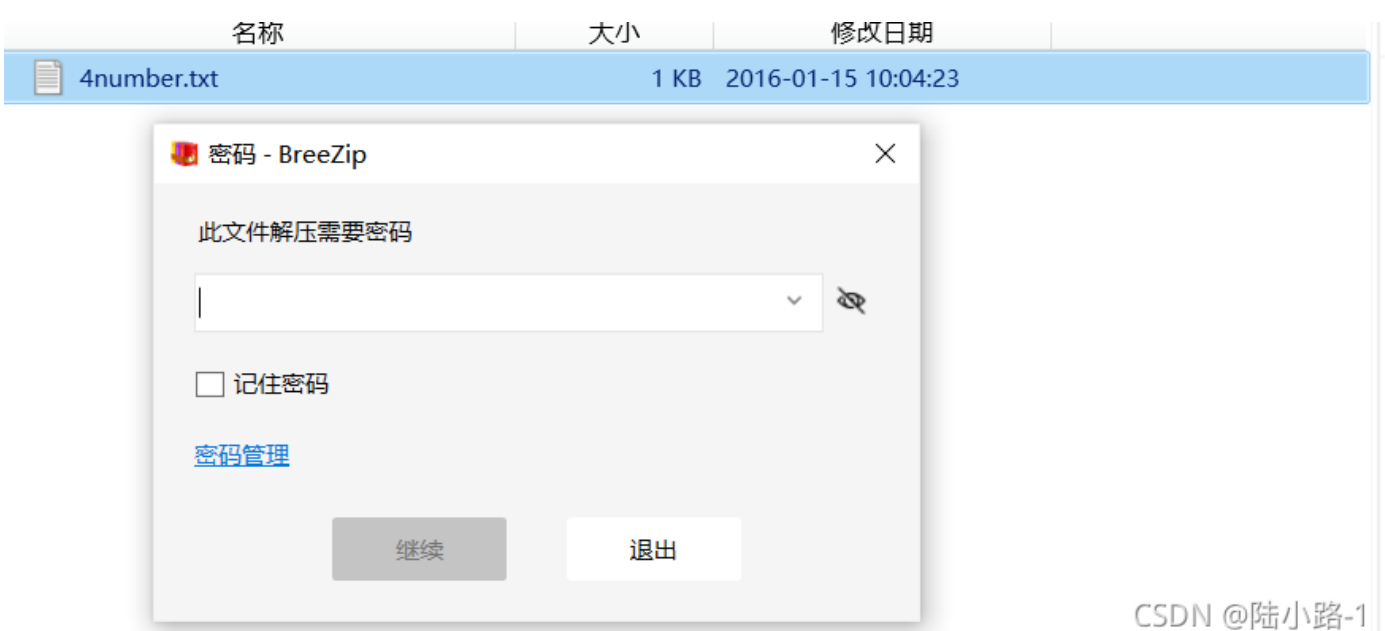 名称 大小 修改日期
4number.txt 1 KB 2016-01-15 10:04:23
密码 - BreeZip
此文件解压需要密码
记住密码
密码管理
继续 退出
CSDN @陆小路-1